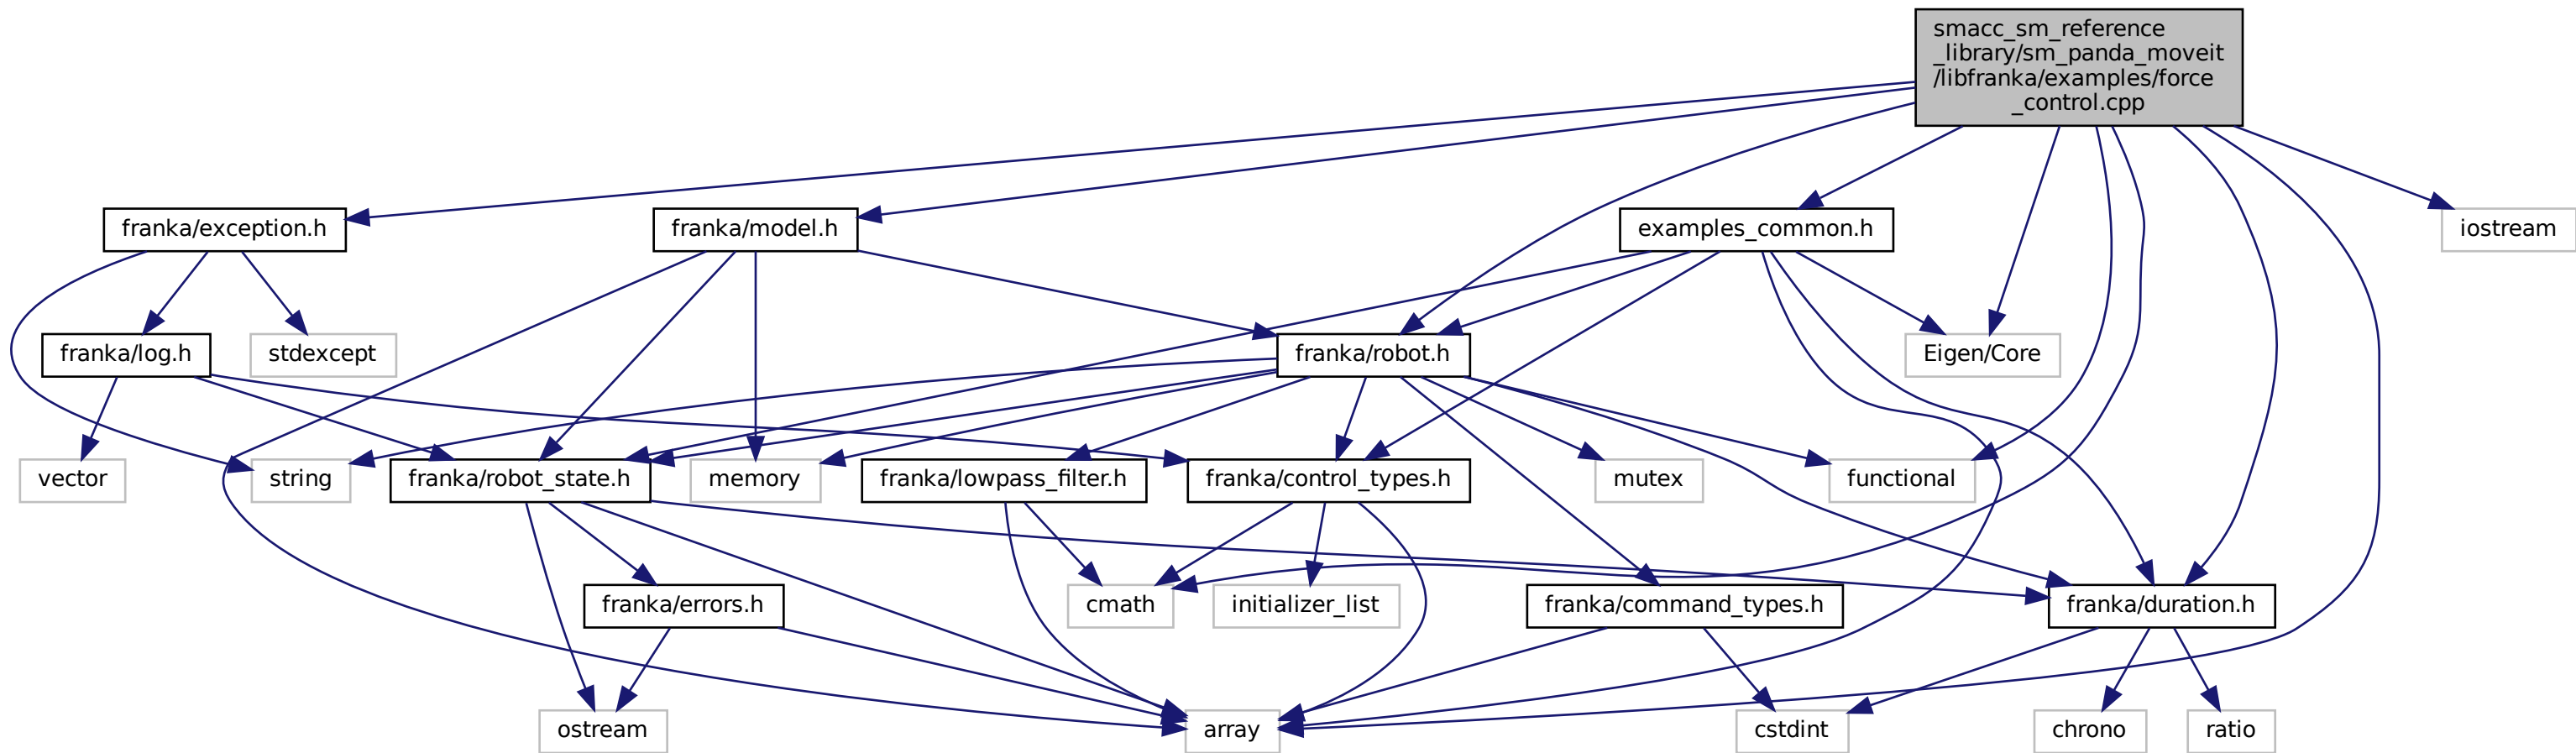 smacc_sm_reference
_library/sm_panda_moveit
/libfranka/examples/force
_control.cpp
franka/exception.h
franka/model.h
examples_common.h
iostream
franka/log.h
stdexcept
franka/robot.h
Eigen/Core
vector
string
franka/robot_state.h
memory
franka/lowpass_filter.h
franka/control_types.h
mutex
functional
franka/errors.h
cmath
initializer_list
franka/command_types.h
franka/duration.h
ostream
array
cstdint
chrono
ratio